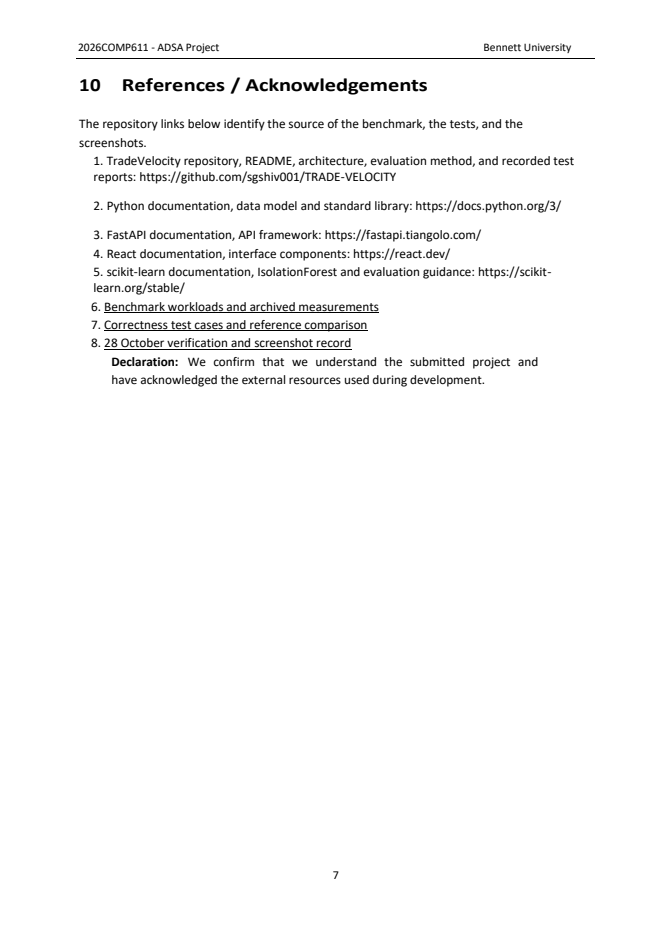 2026COMP611 - ADSA Project Bennett University
10 References / Acknowledgements
The repository links below identify the source of the benchmark, the tests, and the
screenshots.
1. TradeVelocity repository, README, architecture, evaluation method, and recorded test
reports: https://github.com/sgshiv001/TRADE-VELOCITY
2. Python documentation, data model and standard library: https://docs.python.org/3/
3. FastAPI documentation, API framework: https://fastapi.tiangolo.com/
4. React documentation, interface components: https://react.dev/
5. scikit-learn documentation, IsolationForest and evaluation guidance: https://scikit-
learn.org/stable/
6. Benchmark workloads and archived measurements
7. Correctness test cases and reference comparison
8. 28 October verification and screenshot record
Declaration: We confirm that we understand the submitted project and
have acknowledged the external resources used during development.
7